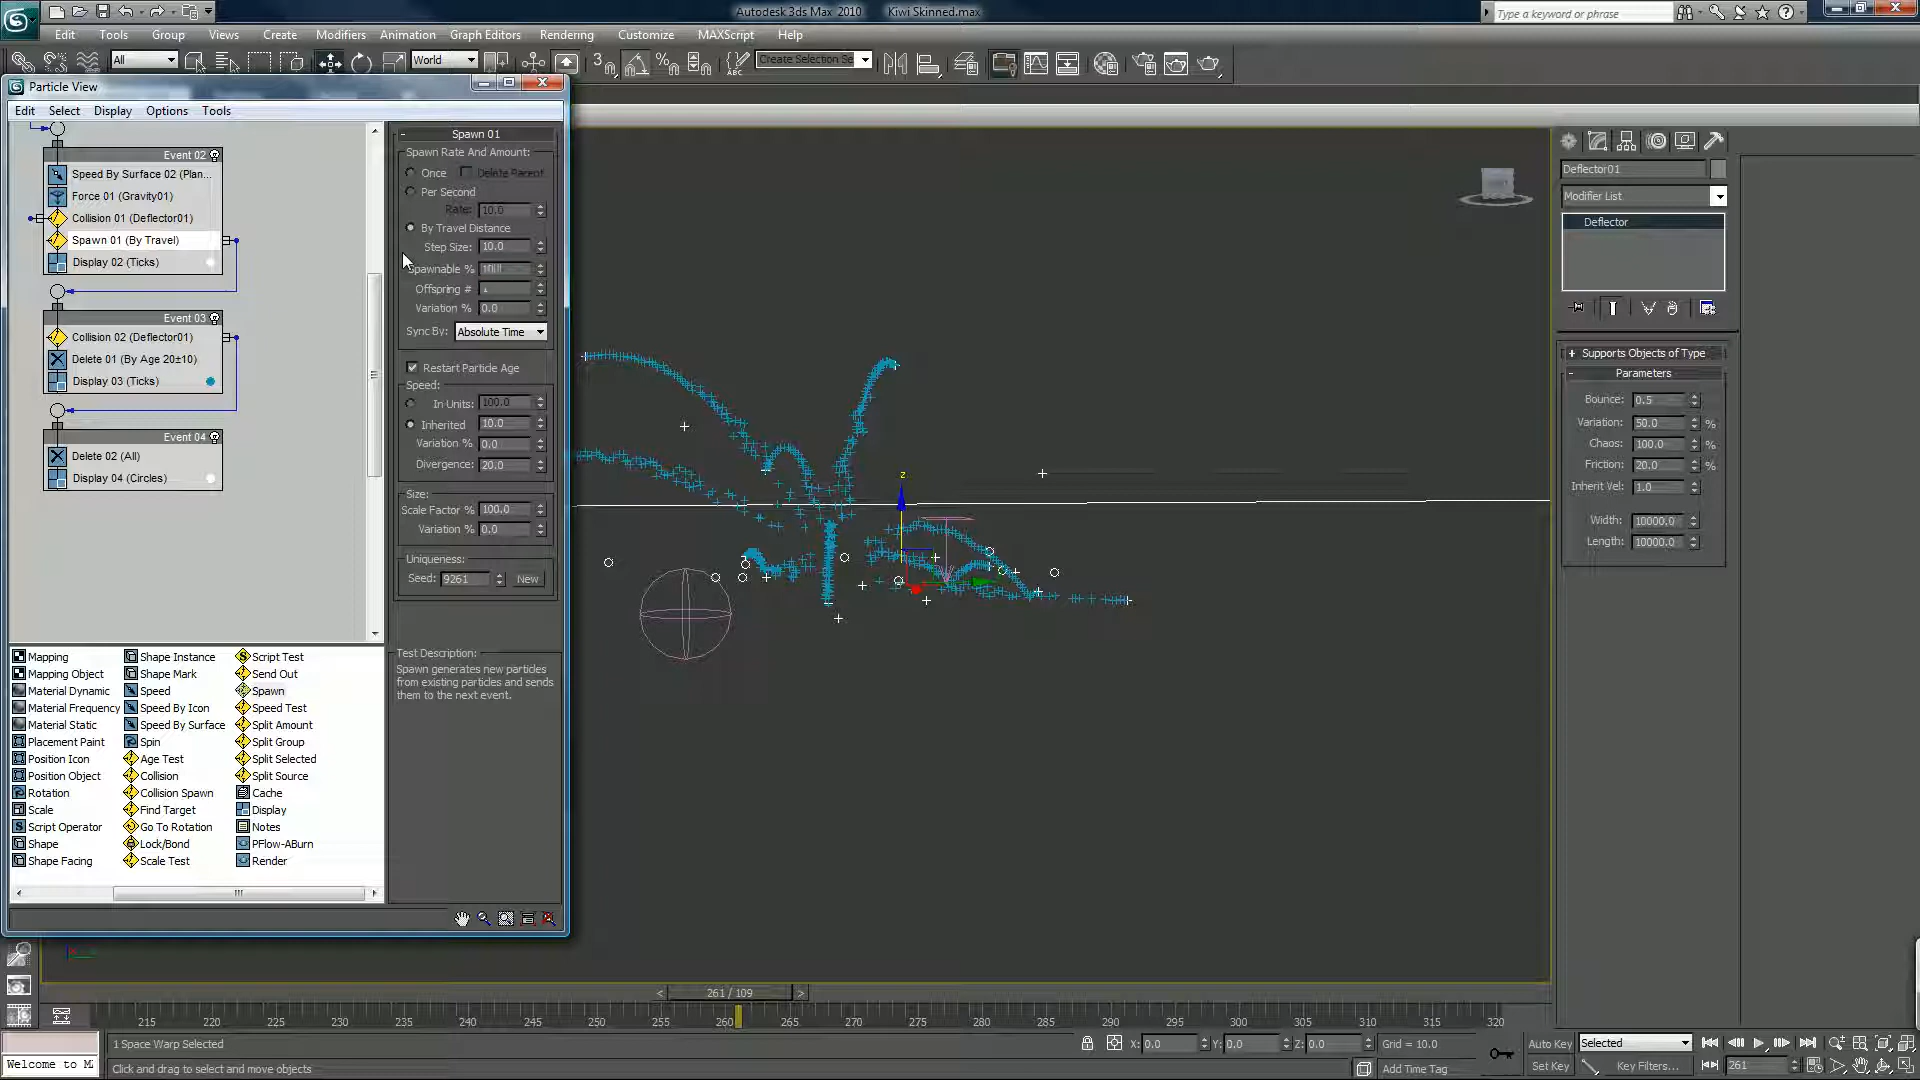 Autodesk 3ds Max 2010 Kiwi Skinned.max
Type a keyword or phrase
Edit Tools Group Views Create Modifiers Animation Graph Editors Rendering Customize MAXScript Help
All
World
Create Selection Se
Particle View
Edit Select Display Options Tools
Event 02
Speed By Surface 02 (Plan...
Force 01 (Gravity01)
Collision 01 (Deflector01)
Spawn 01 (By Travel)
Display 02 (Ticks)
Event 03
Collision 02 (Deflector01)
Delete 01 (By Age 20±10)
Display 03 (Ticks)
Event 04
Delete 02 (All)
Display 04 (Circles)
Spawn 01
Spawn Rate And Amount:
Once Delete Parent
Per Second
Rate: 10.0
By Travel Distance
Step Size: 10.0
Spawnable %
Offspring #
Variation % 0.0
Sync By: Absolute Time
Restart Particle Age
Speed:
In Units: 100.0
Inherited 10.0
Variation % 0.0
Divergence: 20.0
Size:
Scale Factor % 100.0
Variation % 0.0
Uniqueness:
Seed: 9261 New
Test Description:
Spawn generates new particles
from existing particles and sends
them to the next event.
Mapping Shape Instance Script Test
Mapping Object Shape Mark Send Out
Material Dynamic Speed Spawn
Material Frequency Speed By Icon Speed Test
Material Static Speed By Surface Split Amount
Placement Paint Spin Split Group
Position Icon Age Test Split Selected
Position Object Collision Split Source
Rotation Collision Spawn Cache
Scale Find Target Display
Script Operator Go To Rotation Notes
Shape Lock/Bond PFlow-ABurn
Shape Facing Scale Test Render
z
Deflector01
Modifier List
Deflector
+ Supports Objects of Type
- Parameters
Bounce: 0.5
Variation: 50.0 %
Chaos: 100.0 %
Friction: 20.0 %
Inherit Vel: 1.0
Width: 10000.0
Length: 10000.0
< 261 / 109 >
215 220 225 230 235 240 245 250 255 260 265 270 275 280 285 290 295 300 305 310 315 320
1 Space Warp Selected
X: 0.0 Y: 0.0 Z: 0.0 Grid = 10.0
Auto Key Selected
Welcome to M
Click and drag to select and move objects
Add Time Tag
Set Key Key Filters... 261